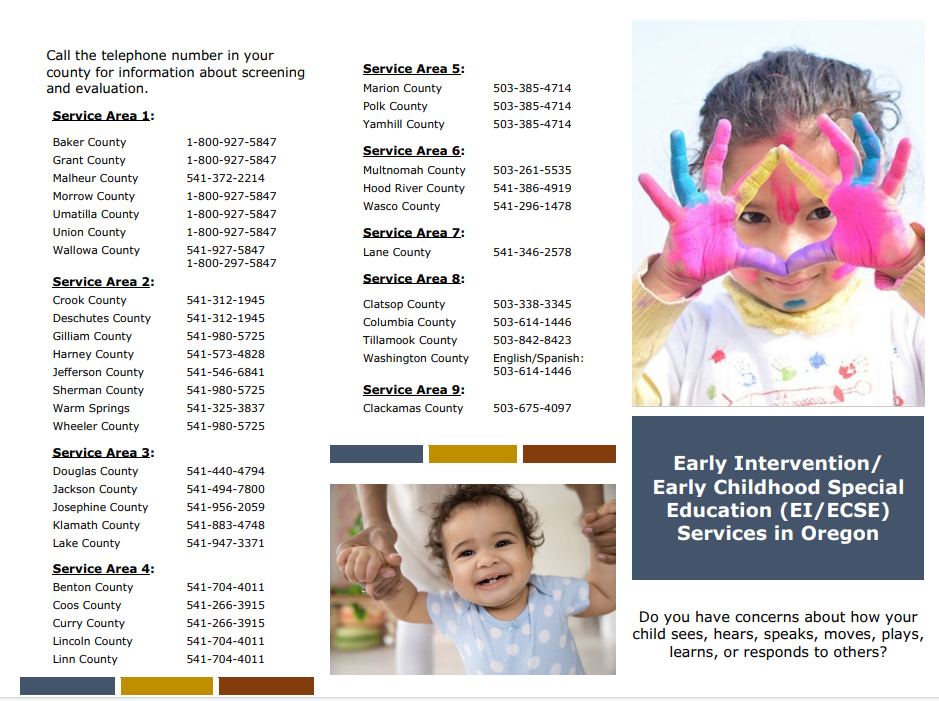 Call the telephone number in your
county for information about screening
and evaluation.
Service Area 1:
Baker County 1-800-927-5847
Grant County 1-800-927-5847
Malheur County 541-372-2214
Morrow County 1-800-927-5847
Umatilla County 1-800-927-5847
Union County 1-800-927-5847
Wallowa County 541-927-5847
1-800-297-5847
Service Area 2:
Crook County 541-312-1945
Deschutes County 541-312-1945
Gilliam County 541-980-5725
Harney County 541-573-4828
Jefferson County 541-546-6841
Sherman County 541-980-5725
Warm Springs 541-325-3837
Wheeler County 541-980-5725
Service Area 3:
Douglas County 541-440-4794
Jackson County 541-494-7800
Josephine County 541-956-2059
Klamath County 541-883-4748
Lake County 541-947-3371
Service Area 4:
Benton County 541-704-4011
Coos County 541-266-3915
Curry County 541-266-3915
Lincoln County 541-704-4011
Linn County 541-704-4011
Service Area 5:
Marion County 503-385-4714
Polk County 503-385-4714
Yamhill County 503-385-4714
Service Area 6:
Multnomah County 503-261-5535
Hood River County 541-386-4919
Wasco County 541-296-1478
Service Area 7:
Lane County 541-346-2578
Service Area 8:
Clatsop County 503-338-3345
Columbia County 503-614-1446
Tillamook County 503-842-8423
Washington County English/Spanish:
503-614-1446
Service Area 9:
Clackamas County 503-675-4097
Early Intervention/
Early Childhood Special
Education (EI/ECSE)
Services in Oregon
Do you have concerns about how your
child sees, hears, speaks, moves, plays,
learns, or responds to others?